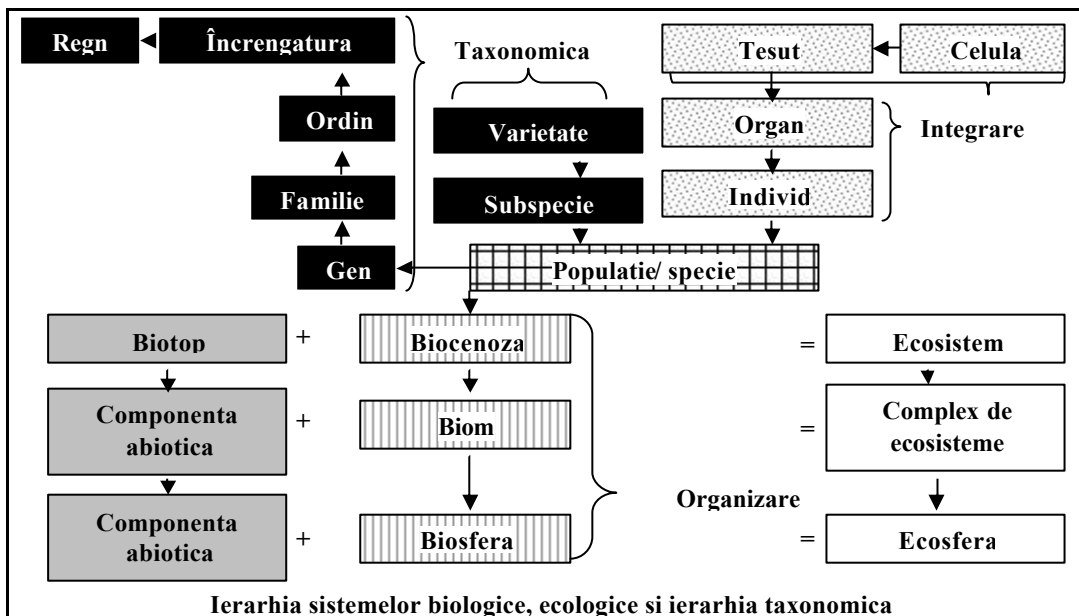 Regn
Încrengatura
Taxonomica
Tesut
Celula
Ordin
Varietate
Organ
Integrare
Familie
Subspecie
Individ
Gen
Populatie/ specie
Biotop
+
Biocenoza
=
Ecosistem
Componenta
abiotica
+
Biom
=
Complex de
ecosisteme
Organizare
Componenta
abiotica
+
Biosfera
=
Ecosfera
Ierarhia sistemelor biologice, ecologice si ierarhia taxonomica